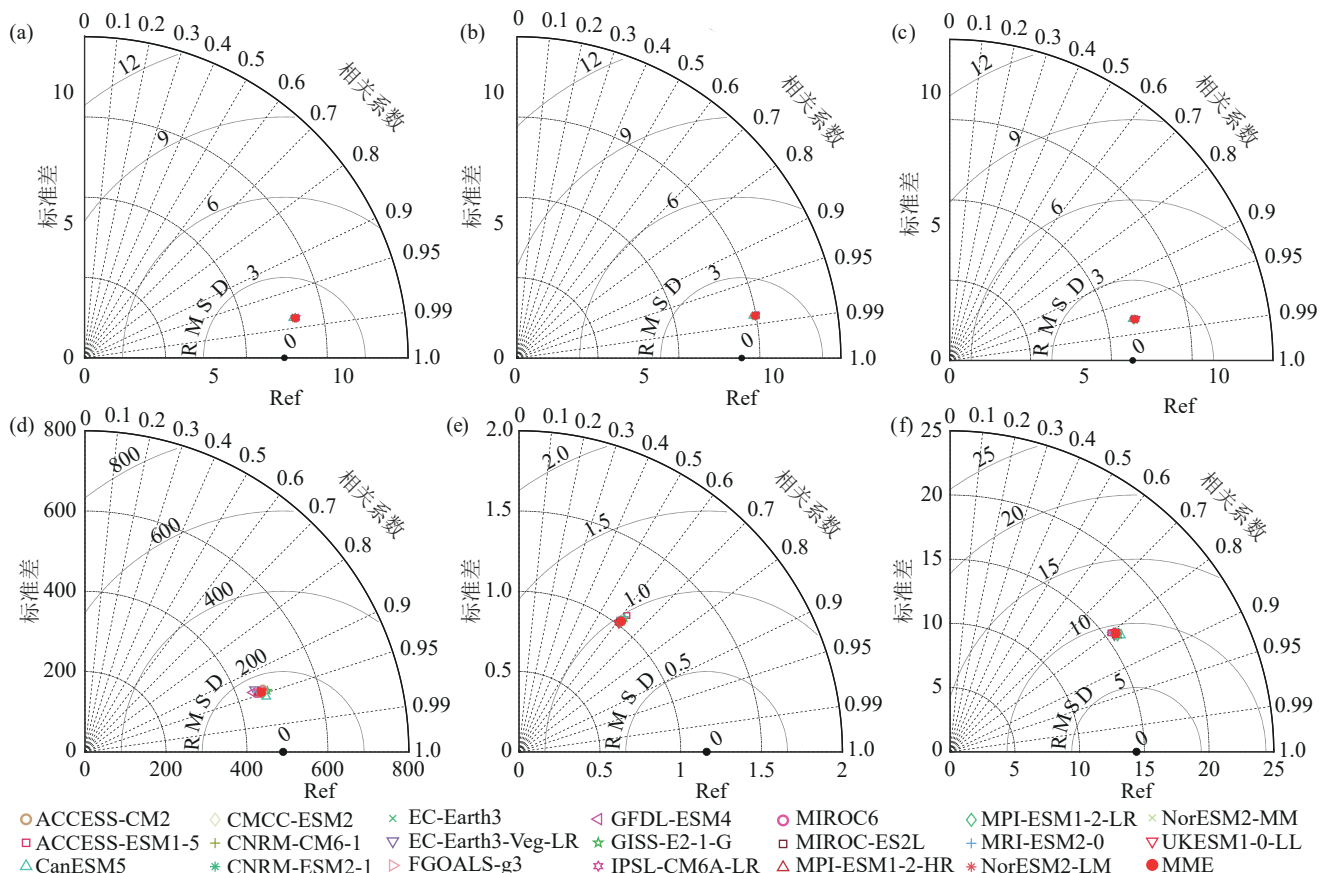 (a)
0 0.1 0.2 0.3 0.4 0.5 0.6 0.7 0.8 0.9 0.95 0.99 1.0
相关系数
标准差
10
5
0
12
9
6
3
0
RMSD
0 5 10
Ref
(b)
0 0.1 0.2 0.3 0.4 0.5 0.6 0.7 0.8 0.9 0.95 0.99 1.0
相关系数
标准差
10
5
0
12
9
6
3
0
RMSD
0 5 10
Ref
(c)
0 0.1 0.2 0.3 0.4 0.5 0.6 0.7 0.8 0.9 0.95 0.99 1.0
相关系数
标准差
10
5
0
12
9
6
3
0
RMSD
0 5 10
Ref
(d)
0 0.1 0.2 0.3 0.4 0.5 0.6 0.7 0.8 0.9 0.95 0.99 1.0
相关系数
标准差
800
600
400
200
0
800
600
400
200
0
RMSD
0 200 400 600 800
Ref
(e)
0 0.1 0.2 0.3 0.4 0.5 0.6 0.7 0.8 0.9 0.95 0.99 1.0
相关系数
标准差
2.0
1.5
1.0
0.5
0
2.0
1.5
1.0
0.5
0
RMSD
0 0.5 1 1.5 2
Ref
(f)
0 0.1 0.2 0.3 0.4 0.5 0.6 0.7 0.8 0.9 0.95 0.99 1.0
相关系数
标准差
25
20
15
10
5
0
25
20
15
10
5
0
RMSD
0 5 10 15 20 25
Ref
ACCESS-CM2 CMCC-ESM2 EC-Earth3 GFDL-ESM4 MIROC6 MPI-ESM1-2-LR NorESM2-MM
ACCESS-ESM1-5 CNRM-CM6-1 EC-Earth3-Veg-LR GISS-E2-1-G MIROC-ES2L MRI-ESM2-0 UKESM1-0-LL
CanESM5 CNRM-ESM2-1 FGOALS-g3 IPSL-CM6A-LR MPI-ESM1-2-HR NorESM2-LM MME